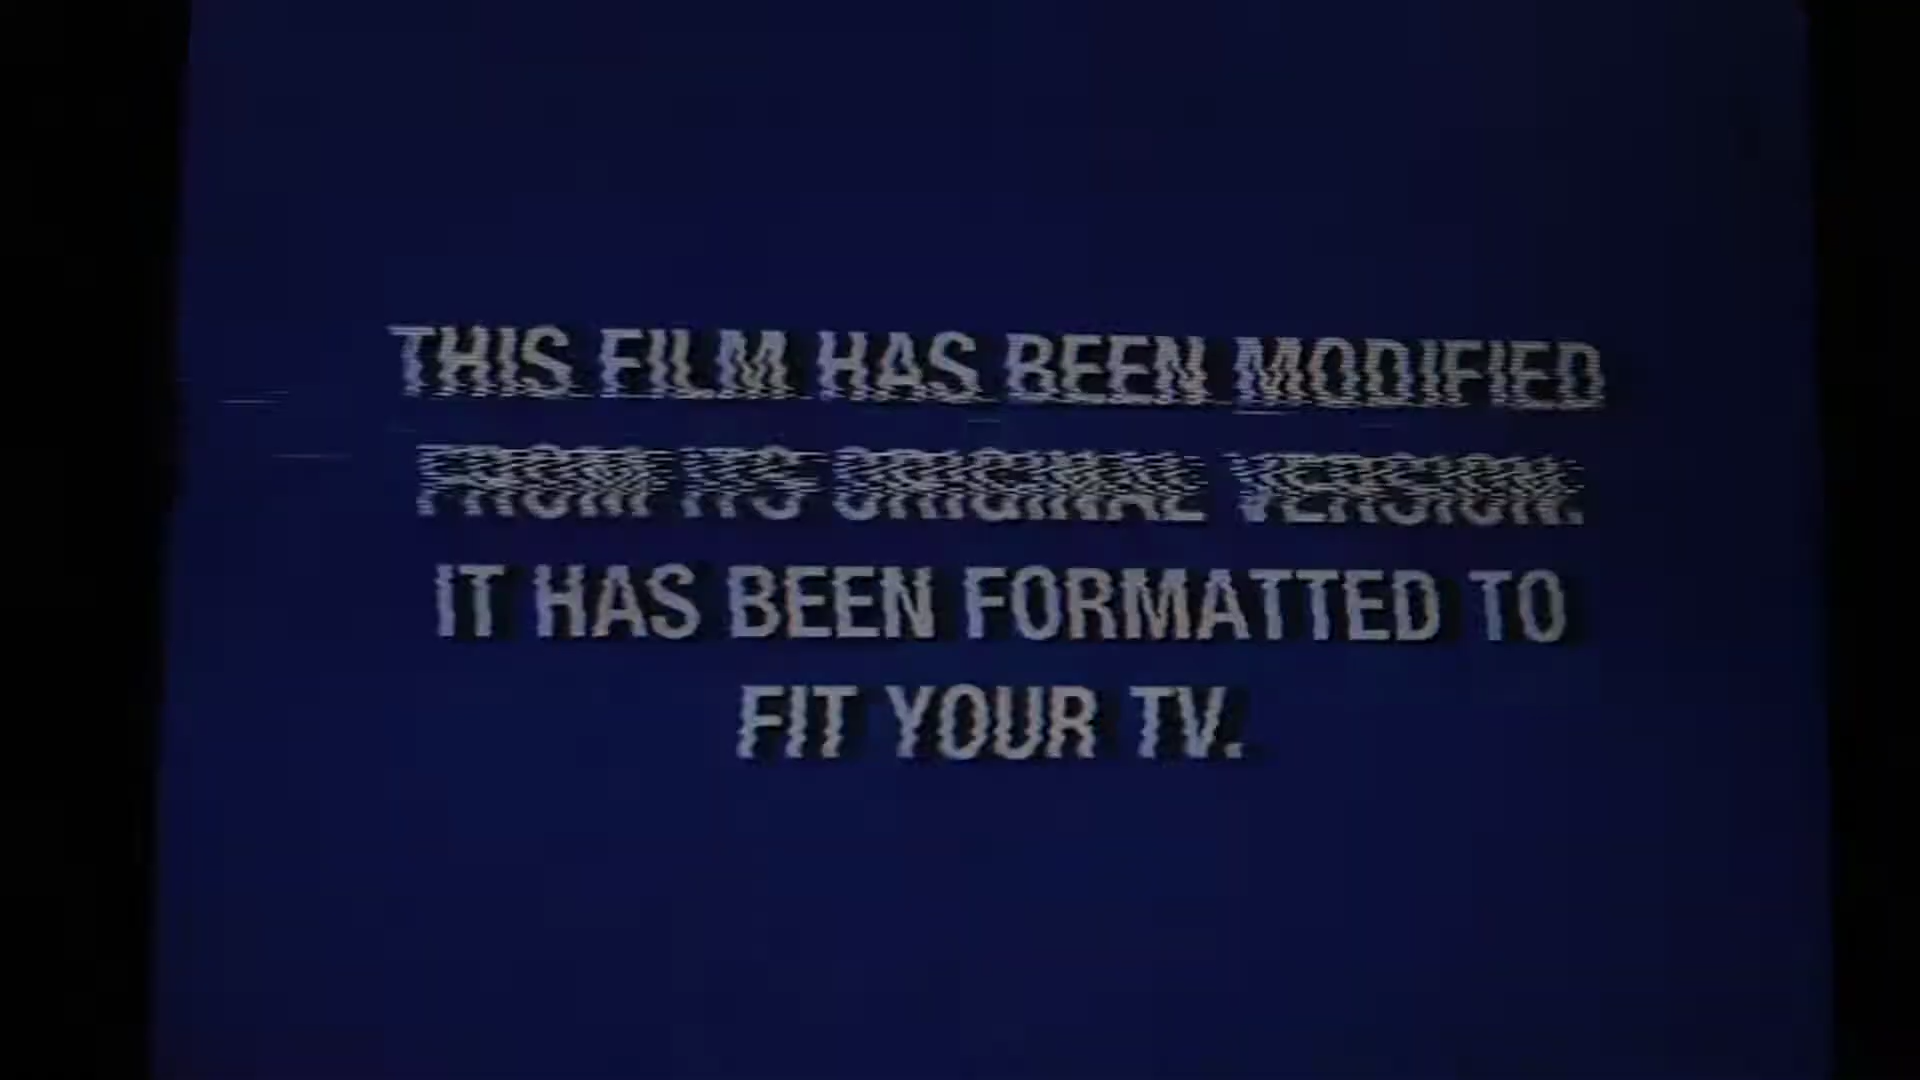 THIS FILM HAS BEEN MODIFIED
FROM ITS ORIGINAL VERSION.
IT HAS BEEN FORMATTED TO
FIT YOUR TV.